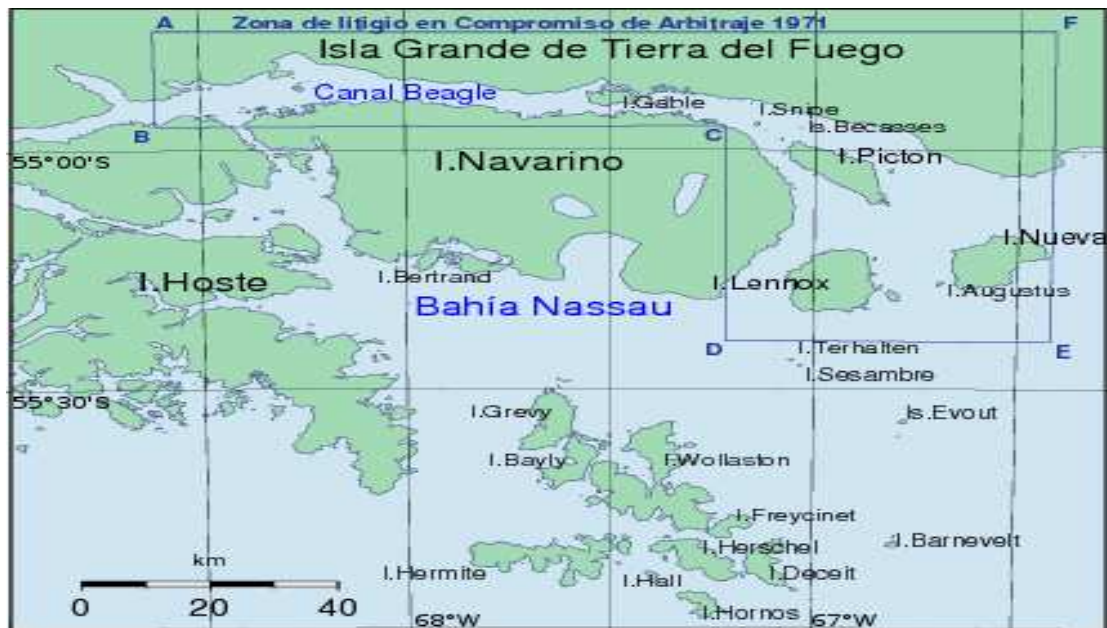 A Zona de litigio en Compromiso de Arbitraje 1971 F
Isla Grande de Tierra del Fuego
Canal Beagle
I.Gable
I.Snipe
B
C
Is.Becasses
55°00'S
I.Navarino
I.Picton
I.Nueva
I.Hoste
I.Bertrand
I.Lennox
I.Augustus
Bahía Nassau
D
I.Terhalten
E
I.Sesambre
55°30'S
I.Grevy
Is.Evout
I.Bayly
I.Wollaston
I.Freycinet
I.Herschel
I.Barnevelt
km
I.Hermite
I.Hall
I.Deceit
0 20 40
68°W
I.Hornos
67°W